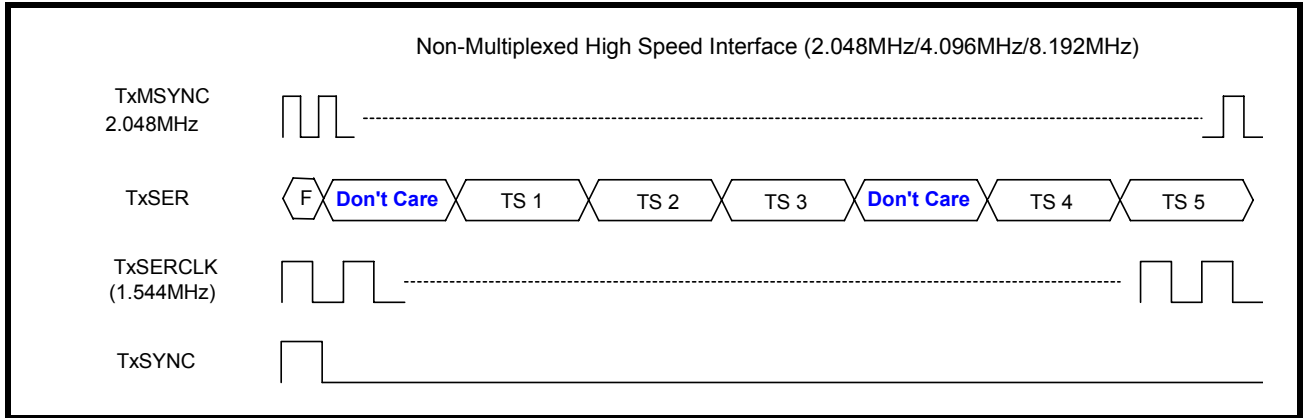 Non-Multiplexed High Speed Interface (2.048MHz/4.096MHz/8.192MHz)
TxMSYNC
2.048MHz
TxSER
F Don't Care TS 1 TS 2 TS 3 Don't Care TS 4 TS 5
TxSERCLK
(1.544MHz)
TxSYNC